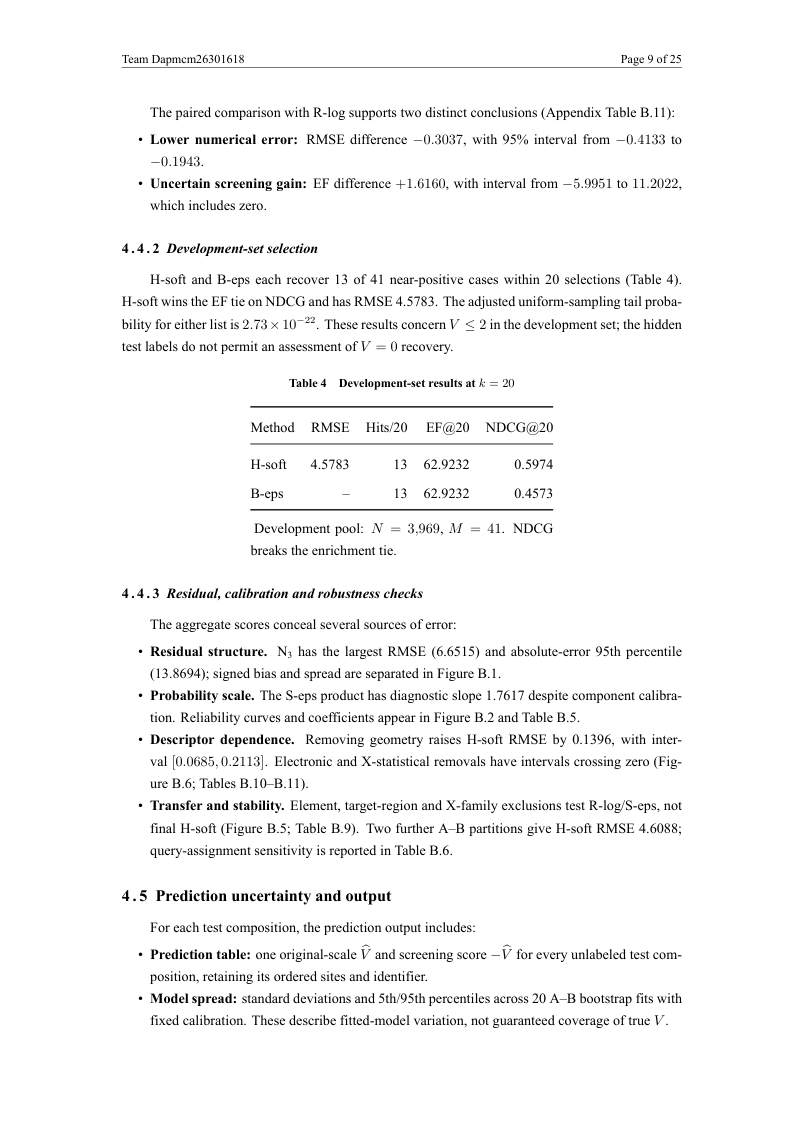 Team Dapmcm26301618 Page 9 of 25
The paired comparison with R-log supports two distinct conclusions (Appendix Table B.11):
• Lower numerical error: RMSE difference −0.3037, with 95% interval from −0.4133 to
−0.1943.
• Uncertain screening gain: EF difference +1.6160, with interval from −5.9951 to 11.2022,
which includes zero.
4.4.2 Development-set selection
H-soft and B-eps each recover 13 of 41 near-positive cases within 20 selections (Table 4).
H-soft wins the EF tie on NDCG and has RMSE 4.5783. The adjusted uniform-sampling tail proba-
bility for either list is 2.73 × 10⁻²². These results concern V ≤ 2 in the development set; the hidden
test labels do not permit an assessment of V = 0 recovery.
Table 4 Development-set results at k = 20
Method RMSE Hits/20 EF@20 NDCG@20
H-soft 4.5783 13 62.9232 0.5974
B-eps – 13 62.9232 0.4573
Development pool: N = 3,969, M = 41. NDCG
breaks the enrichment tie.
4.4.3 Residual, calibration and robustness checks
The aggregate scores conceal several sources of error:
• Residual structure. N₃ has the largest RMSE (6.6515) and absolute-error 95th percentile
(13.8694); signed bias and spread are separated in Figure B.1.
• Probability scale. The S-eps product has diagnostic slope 1.7617 despite component calibra-
tion. Reliability curves and coefficients appear in Figure B.2 and Table B.5.
• Descriptor dependence. Removing geometry raises H-soft RMSE by 0.1396, with inter-
val [0.0685, 0.2113]. Electronic and X-statistical removals have intervals crossing zero (Fig-
ure B.6; Tables B.10–B.11).
• Transfer and stability. Element, target-region and X-family exclusions test R-log/S-eps, not
final H-soft (Figure B.5; Table B.9). Two further A–B partitions give H-soft RMSE 4.6088;
query-assignment sensitivity is reported in Table B.6.
4.5 Prediction uncertainty and output
For each test composition, the prediction output includes:
• Prediction table: one original-scale V̂ and screening score −V̂ for every unlabeled test com-
position, retaining its ordered sites and identifier.
• Model spread: standard deviations and 5th/95th percentiles across 20 A–B bootstrap fits with
fixed calibration. These describe fitted-model variation, not guaranteed coverage of true V.